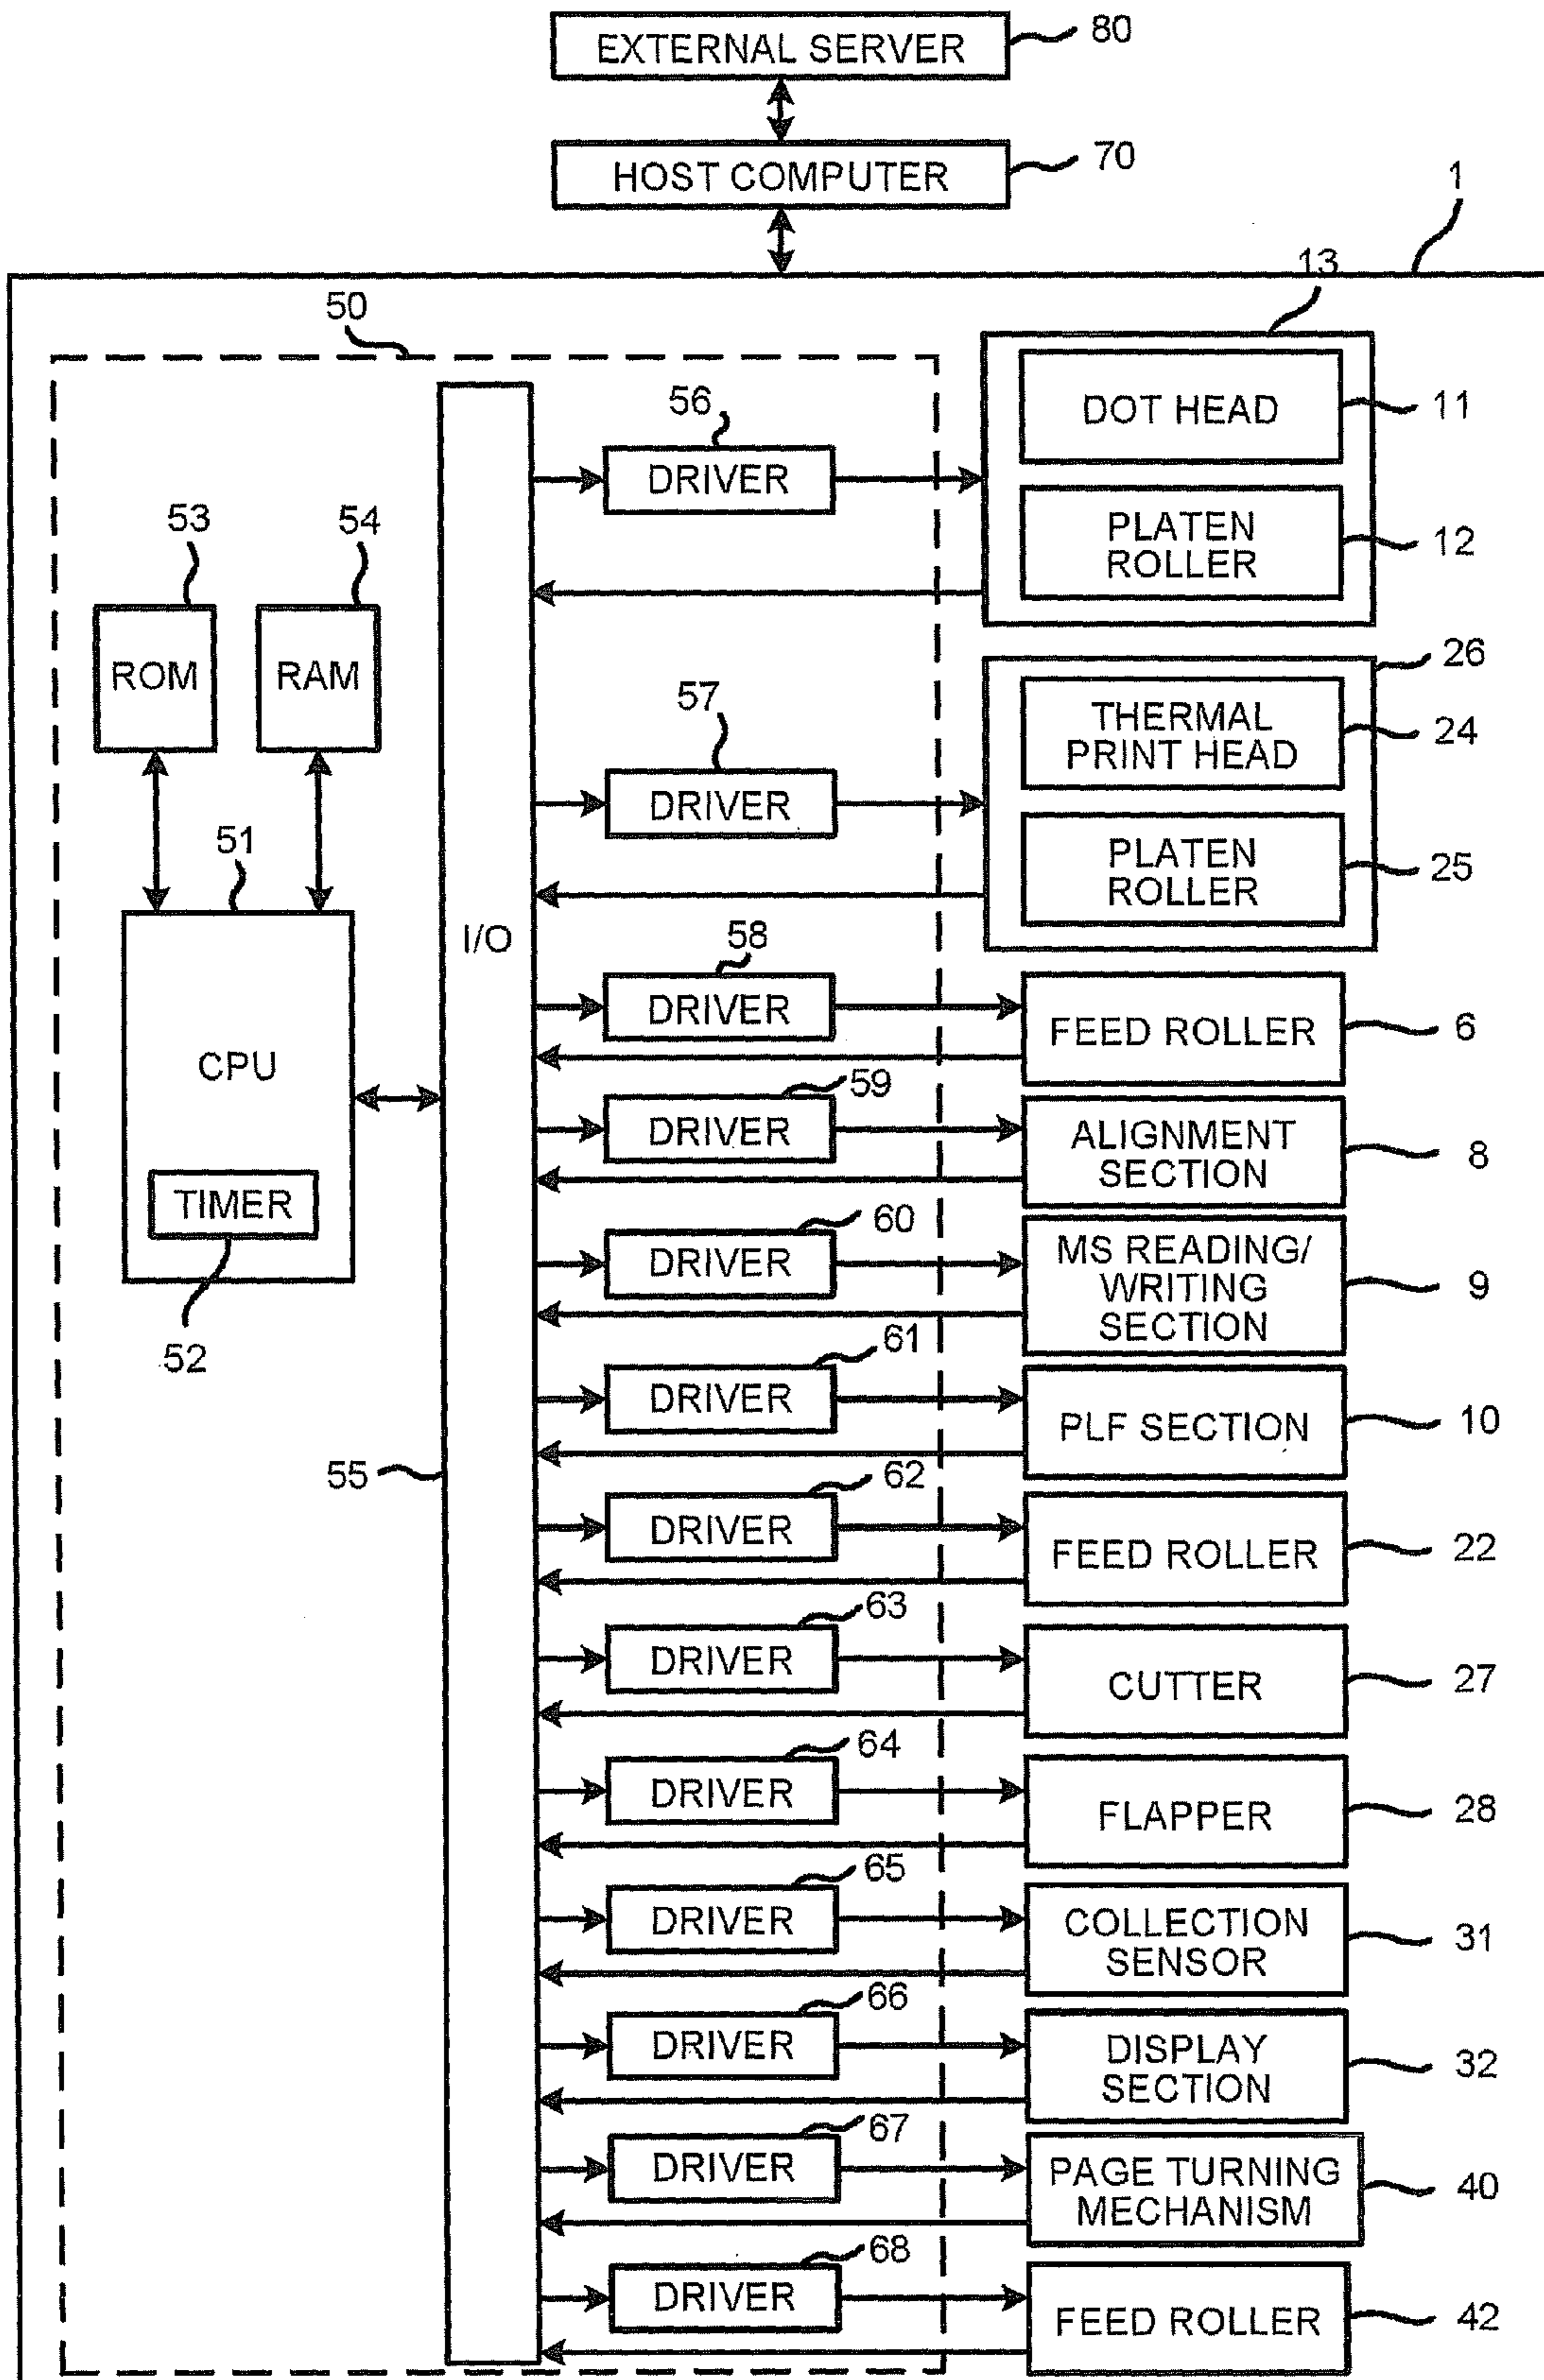 EXTERNAL SERVER
80
HOST COMPUTER
70
1
13
50
DOT HEAD
11
56
DRIVER
PLATEN
ROLLER
12
53
54
ROM
RAM
26
THERMAL
PRINT HEAD
24
57
DRIVER
PLATEN
ROLLER
25
51
I/O
CPU
TIMER
52
55
58
DRIVER
FEED ROLLER
6
59
DRIVER
ALIGNMENT
SECTION
8
60
DRIVER
MS READING/
WRITING
SECTION
9
61
DRIVER
PLF SECTION
10
62
DRIVER
FEED ROLLER
22
63
DRIVER
CUTTER
27
64
DRIVER
FLAPPER
28
65
DRIVER
COLLECTION
SENSOR
31
66
DRIVER
DISPLAY
SECTION
32
67
DRIVER
PAGE TURNING
MECHANISM
40
68
DRIVER
FEED ROLLER
42